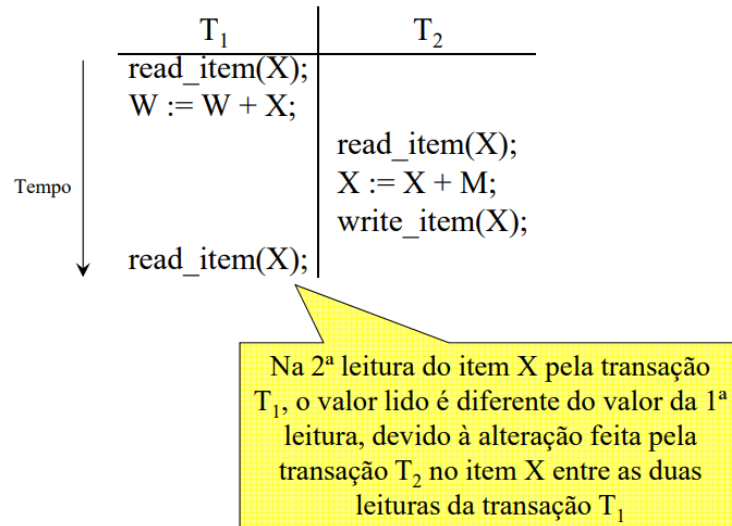 T₁ T₂
read_item(X);
W := W + X;
read_item(X);
X := X + M;
Tempo
write_item(X);
read_item(X);
Na 2ª leitura do item X pela transação
T₁, o valor lido é diferente do valor da 1ª
leitura, devido à alteração feita pela
transação T₂ no item X entre as duas
leituras da transação T₁